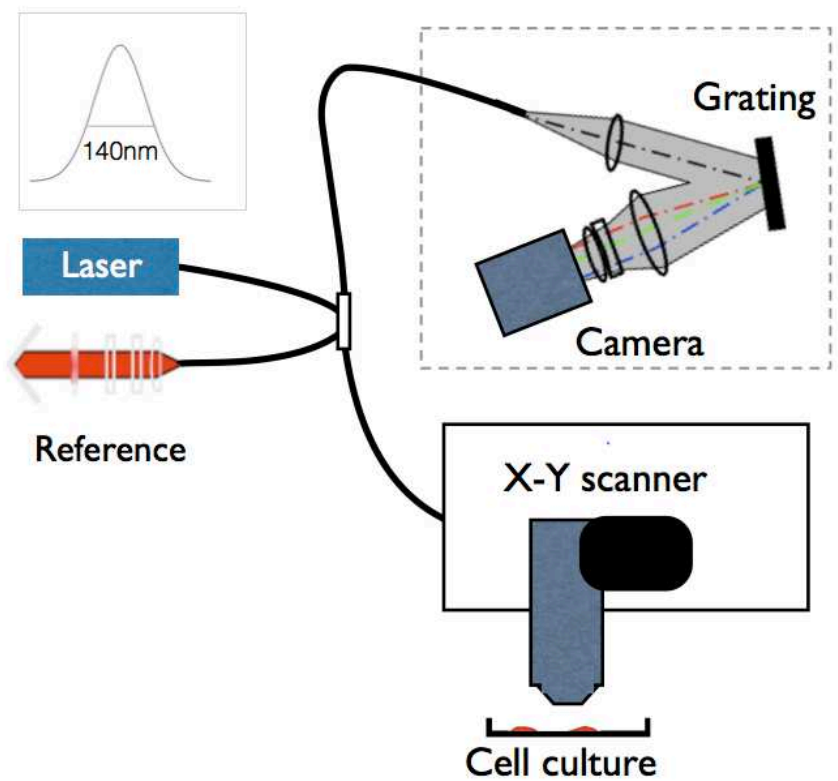 140nm
Grating
Laser
Camera
Reference
X-Y scanner
Cell culture